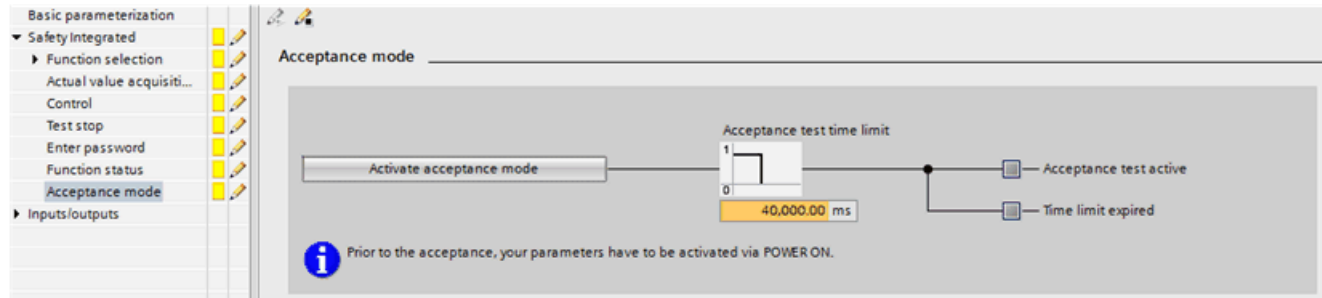 Basic parameterization
Safety Integrated
Function selection
Actual value acquisiti...
Control
Test stop
Enter password
Function status
Acceptance mode
Inputs/outputs
Acceptance mode
Acceptance test time limit
1
0
Activate acceptance mode
40,000.00 ms
Acceptance test active
Time limit expired
i
Prior to the acceptance, your parameters have to be activated via POWER ON.